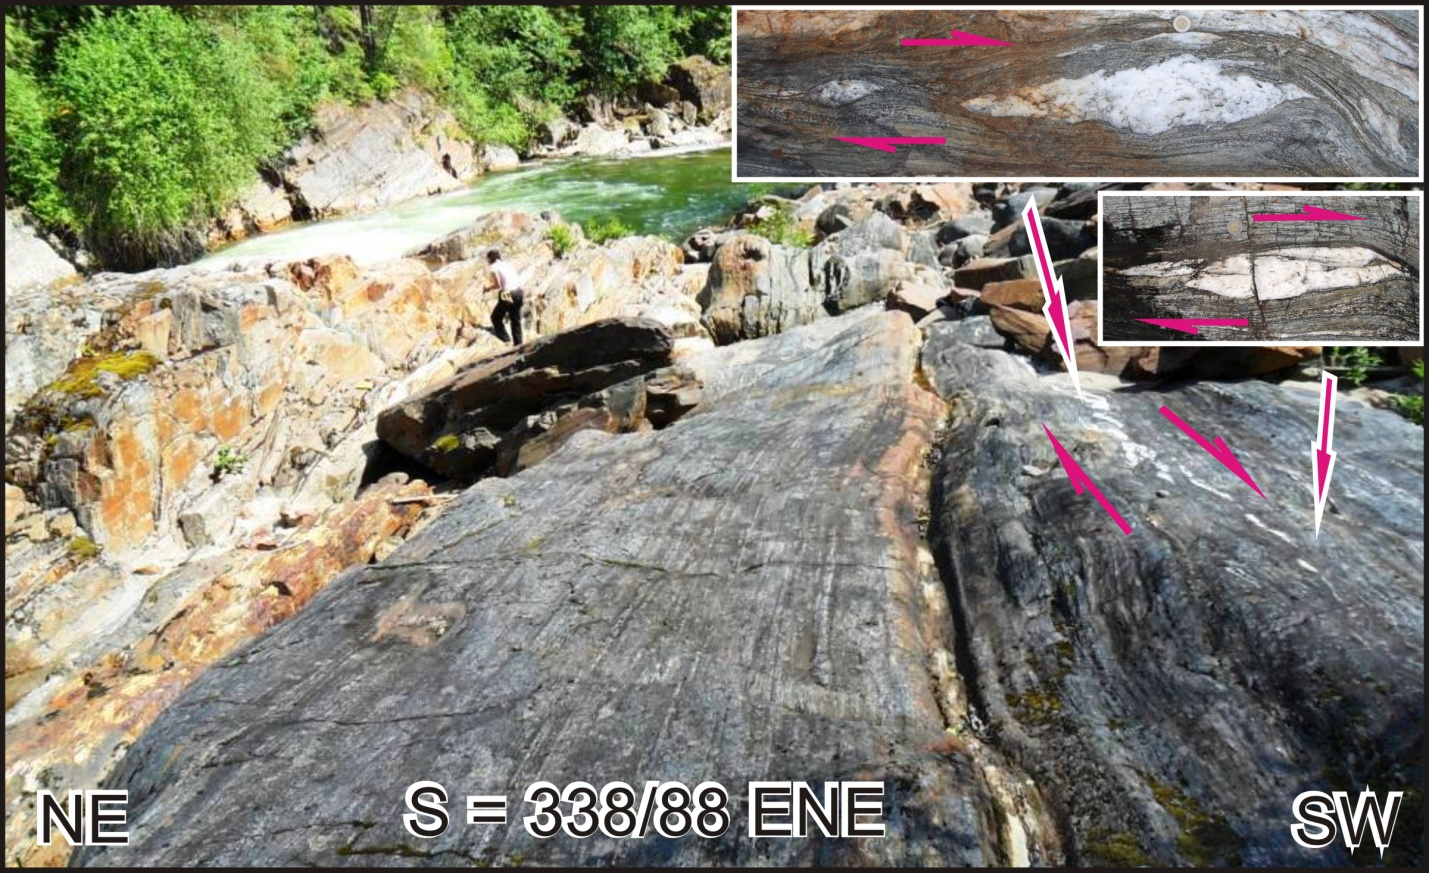 NE
S = 338/88 ENE
SW